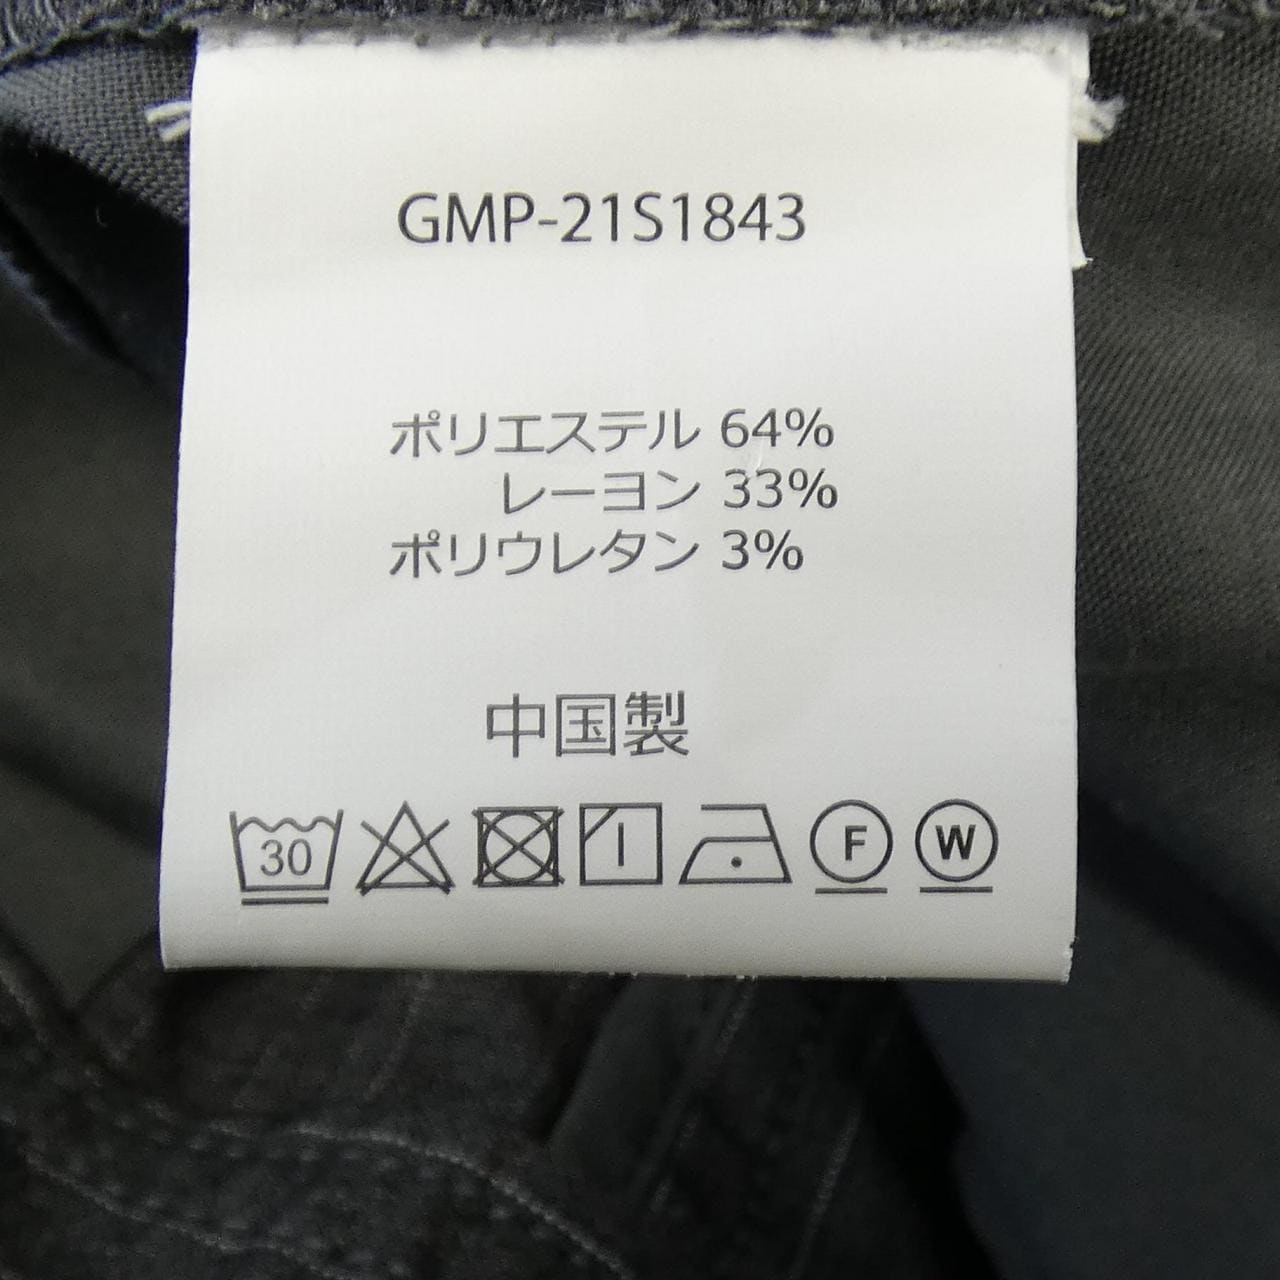 GMP-21S1843
ポリエステル 64%
レーヨン 33%
ポリウレタン 3%
中国製
30 F W